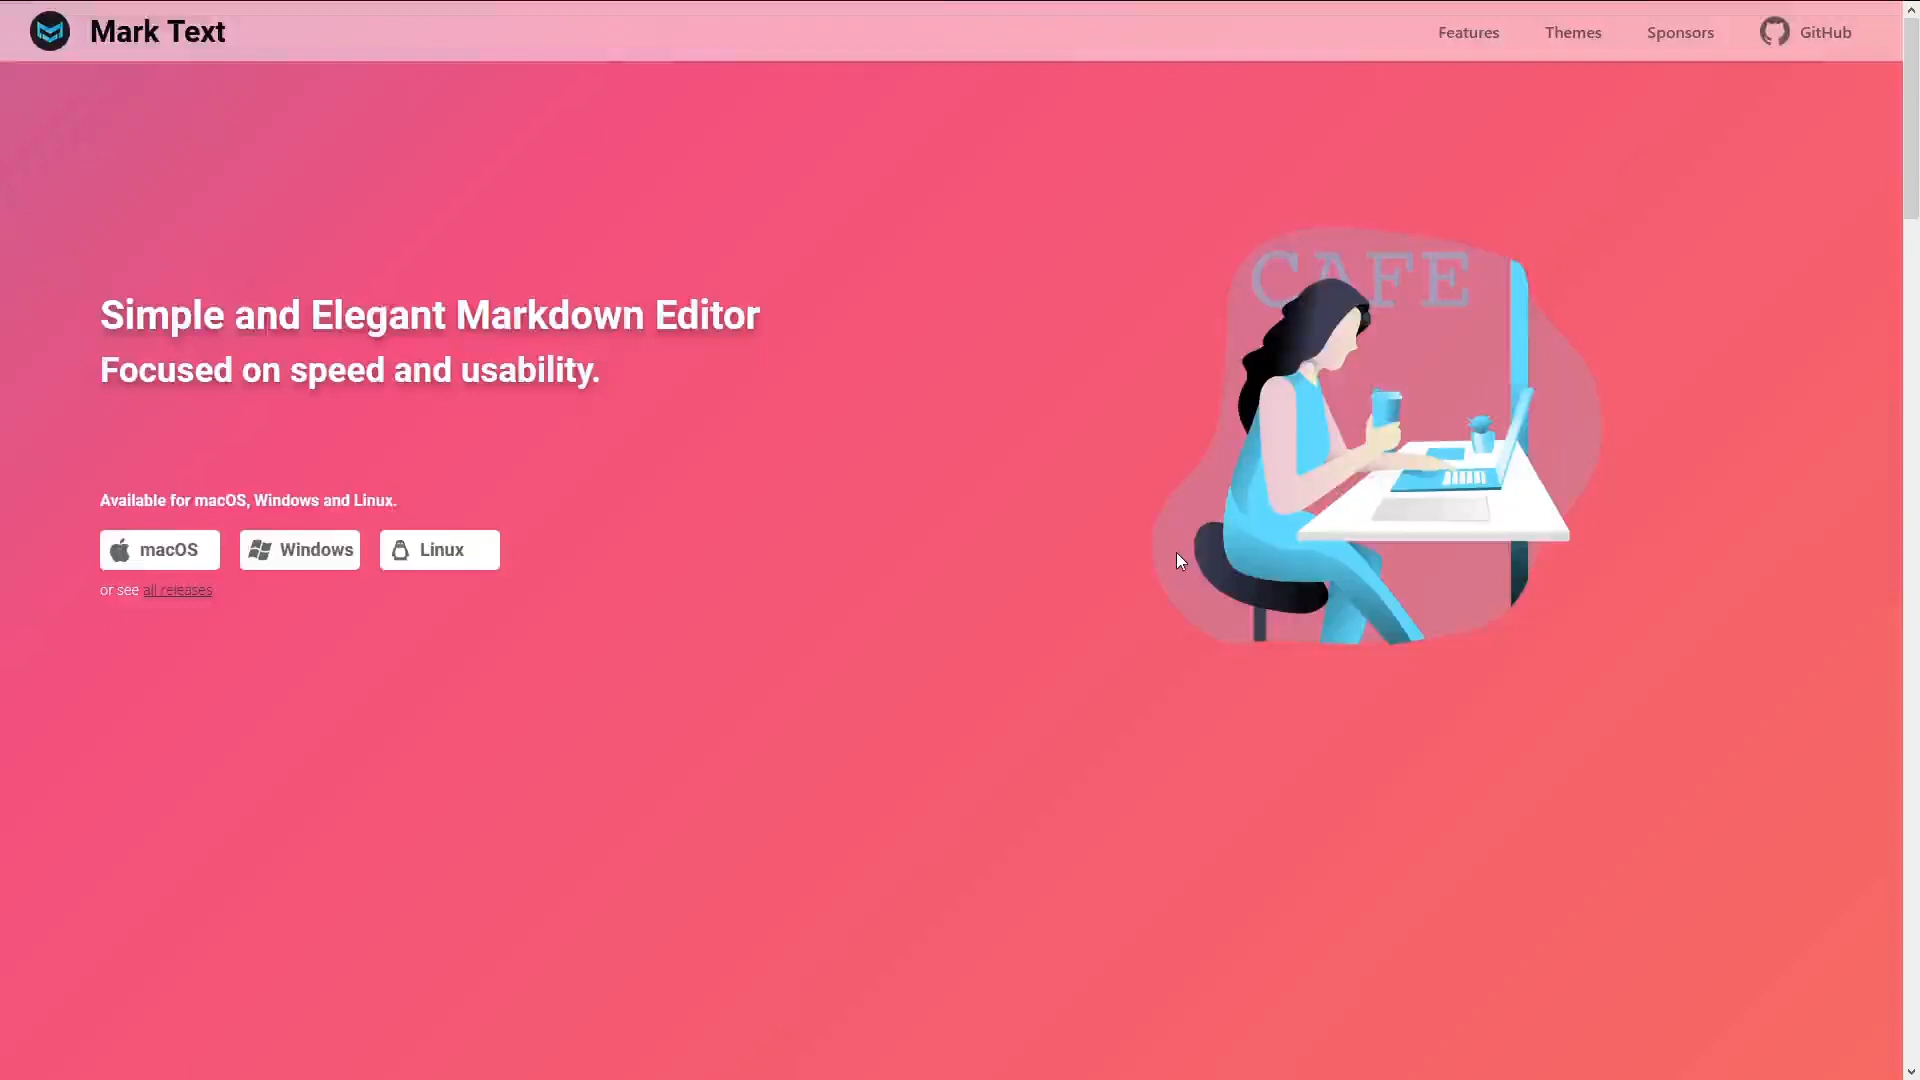 Mark Text
Features
Themes
Sponsors
GitHub
CAFE
Simple and Elegant Markdown Editor
Focused on speed and usability.
Available for macOS, Windows and Linux.
macOS
Windows
Linux
or see all releases